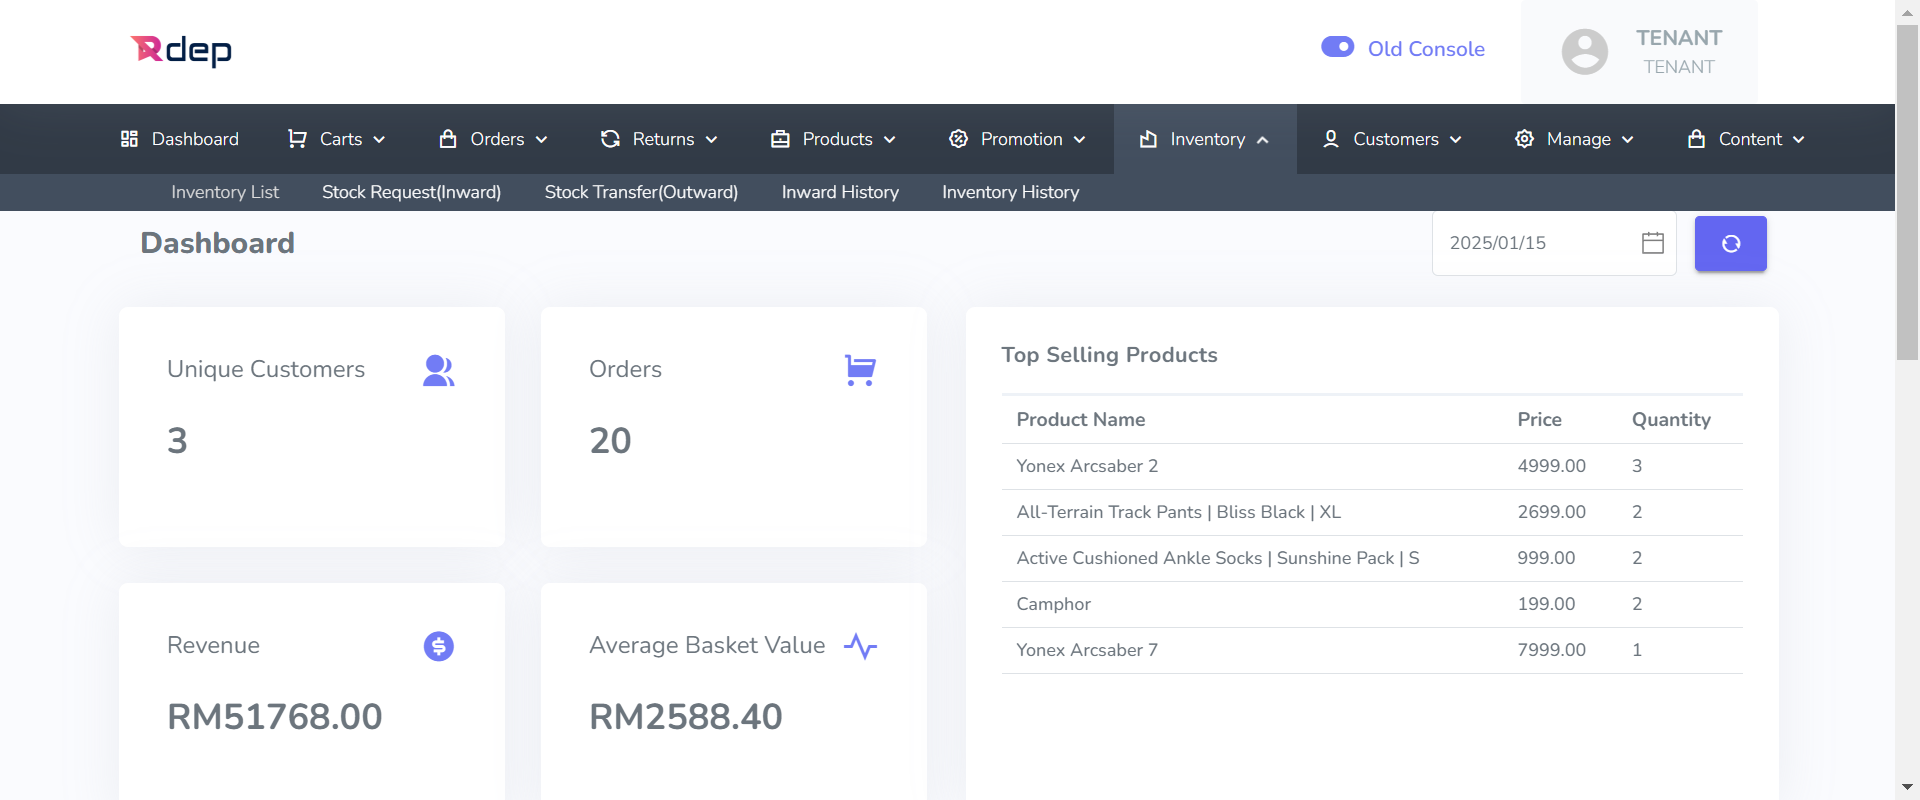 Rdep
Old Console
TENANT
TENANT
Dashboard Carts Orders Returns Products Promotion Inventory Customers Manage Content
Inventory List Stock Request(Inward) Stock Transfer(Outward) Inward History Inventory History
Dashboard
2025/01/15
Unique Customers
3
Orders
20
Revenue
RM51768.00
Average Basket Value
RM2588.40
Top Selling Products
Product Name Price Quantity
Yonex Arcsaber 2 4999.00 3
All-Terrain Track Pants | Bliss Black | XL 2699.00 2
Active Cushioned Ankle Socks | Sunshine Pack | S 999.00 2
Camphor 199.00 2
Yonex Arcsaber 7 7999.00 1